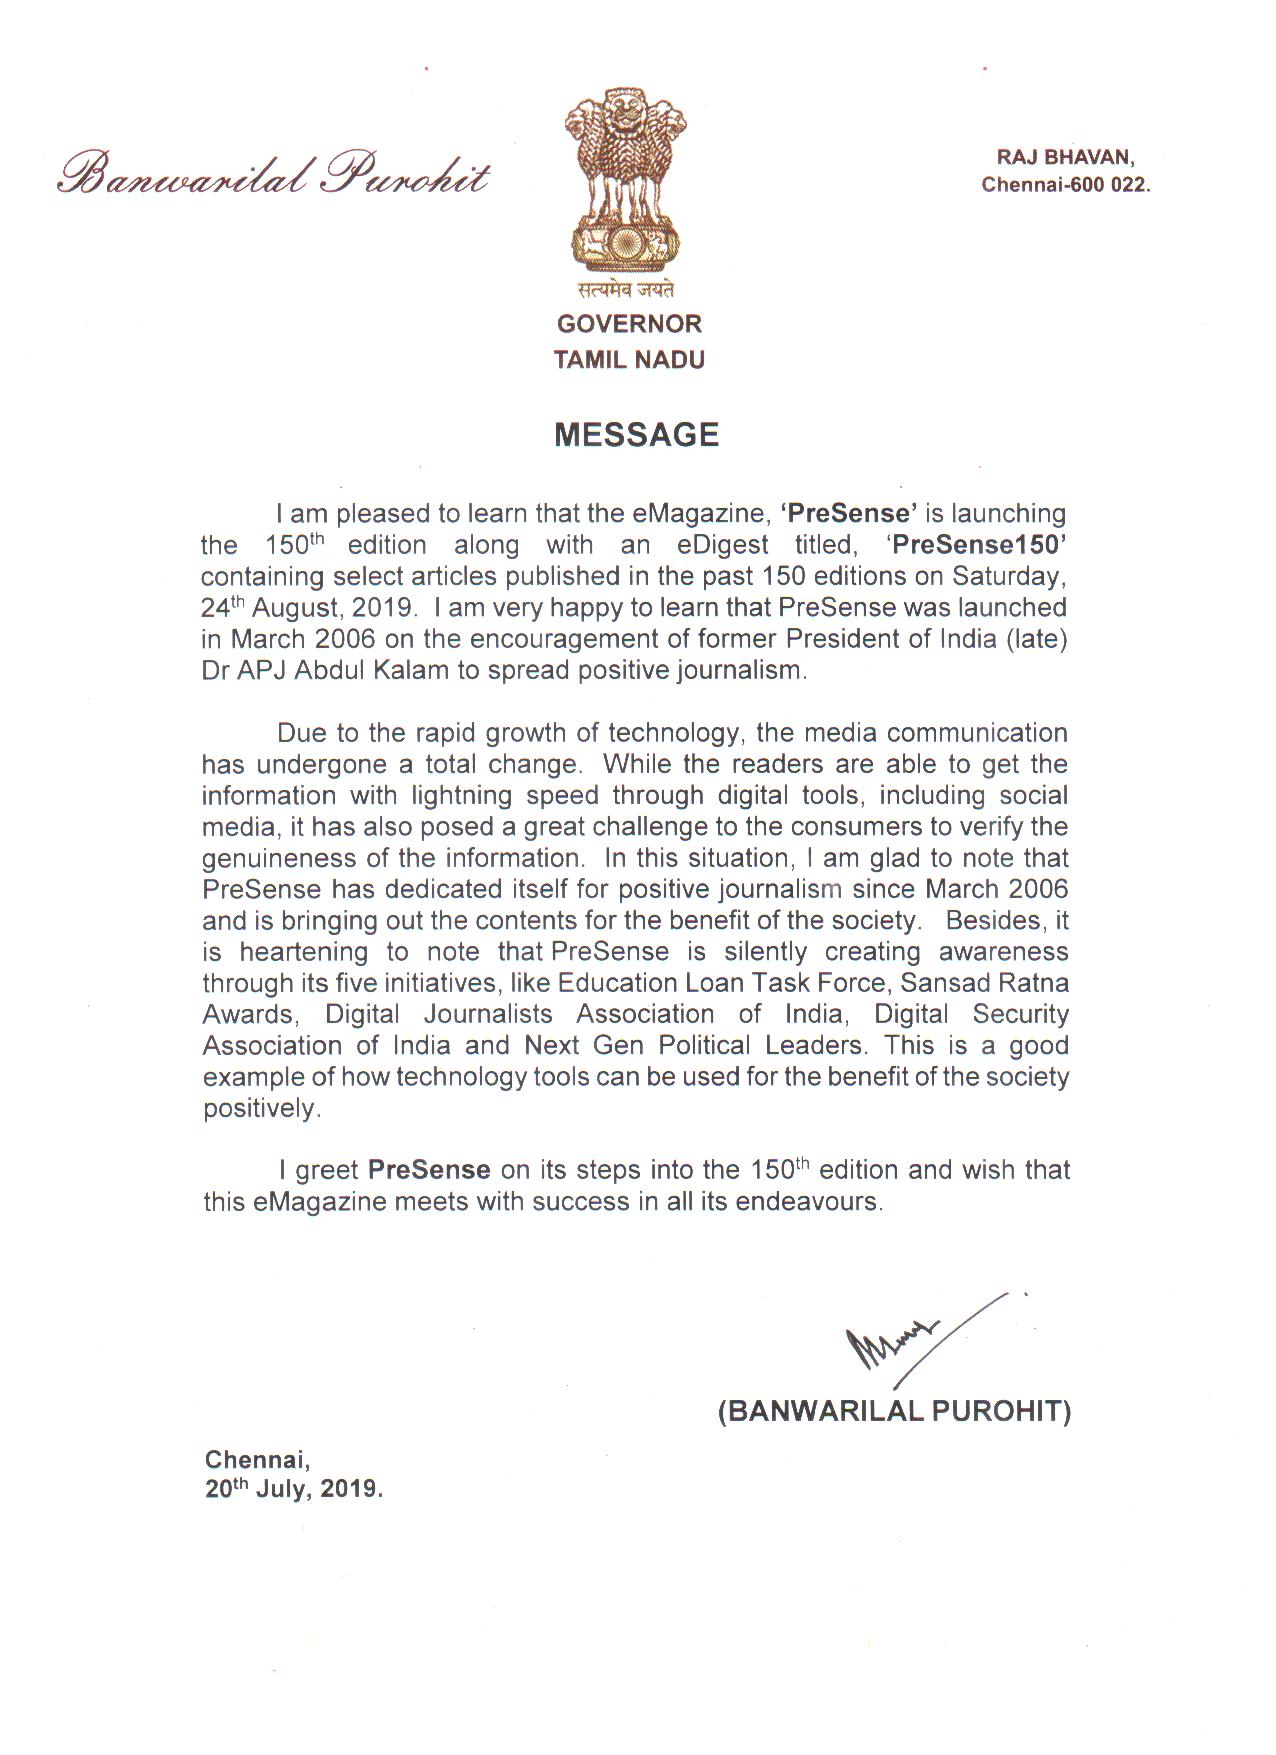 Banwarilal Purohit
RAJ BHAVAN,
Chennai-600 022.
सत्यमेव जयते
GOVERNOR
TAMIL NADU
MESSAGE
I am pleased to learn that the eMagazine, ‘PreSense’ is launching
the 150th edition along with an eDigest titled, ‘PreSense150’
containing select articles published in the past 150 editions on Saturday,
24th August, 2019. I am very happy to learn that PreSense was launched
in March 2006 on the encouragement of former President of India (late)
Dr APJ Abdul Kalam to spread positive journalism.
Due to the rapid growth of technology, the media communication
has undergone a total change. While the readers are able to get the
information with lightning speed through digital tools, including social
media, it has also posed a great challenge to the consumers to verify the
genuineness of the information. In this situation, I am glad to note that
PreSense has dedicated itself for positive journalism since March 2006
and is bringing out the contents for the benefit of the society. Besides, it
is heartening to note that PreSense is silently creating awareness
through its five initiatives, like Education Loan Task Force, Sansad Ratna
Awards, Digital Journalists Association of India, Digital Security
Association of India and Next Gen Political Leaders. This is a good
example of how technology tools can be used for the benefit of the society
positively.
I greet PreSense on its steps into the 150th edition and wish that
this eMagazine meets with success in all its endeavours.
(BANWARILAL PUROHIT)
Chennai,
20th July, 2019.